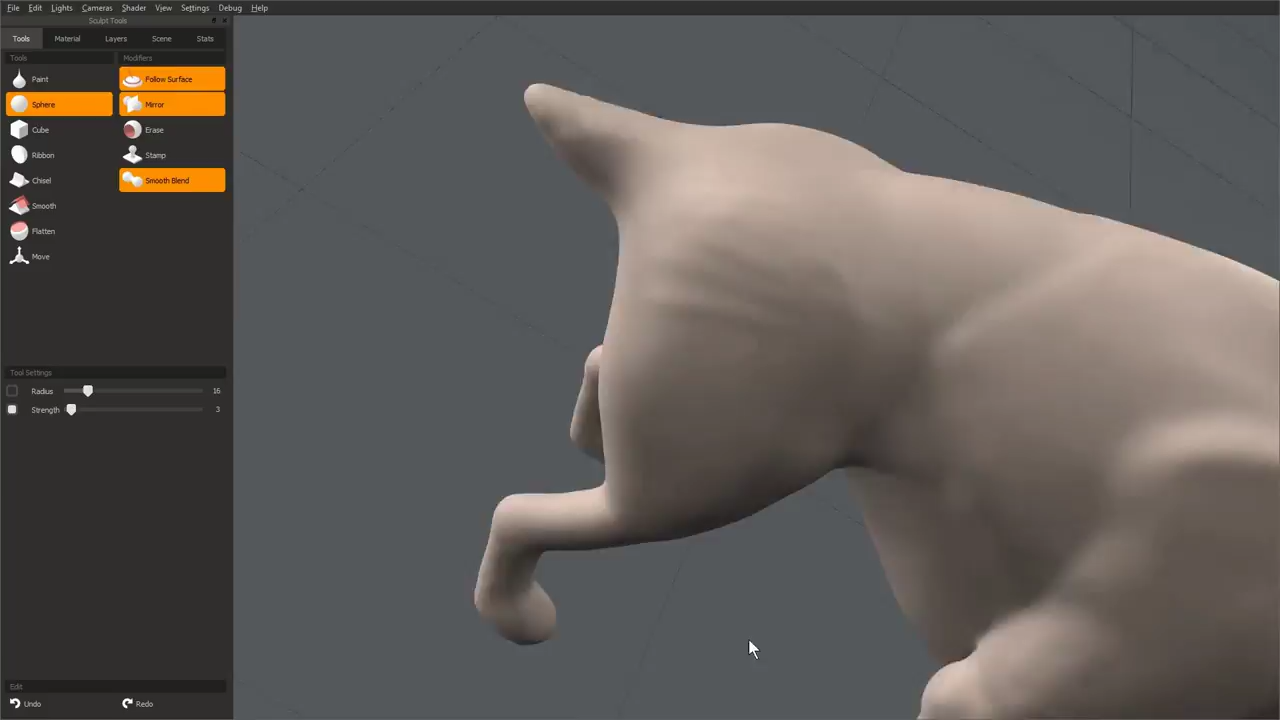 File Edit Lights Cameras Shader View Settings Debug Help
Sculpt Tools
Tools Material Layers Scene Stats
Tools Modifiers
Paint Follow Surface
Sphere Mirror
Cube Erase
Ribbon Stamp
Chisel Smooth Blend
Smooth
Flatten
Move
Tool Settings
Radius 16
Strength 3
Edit
Undo Redo